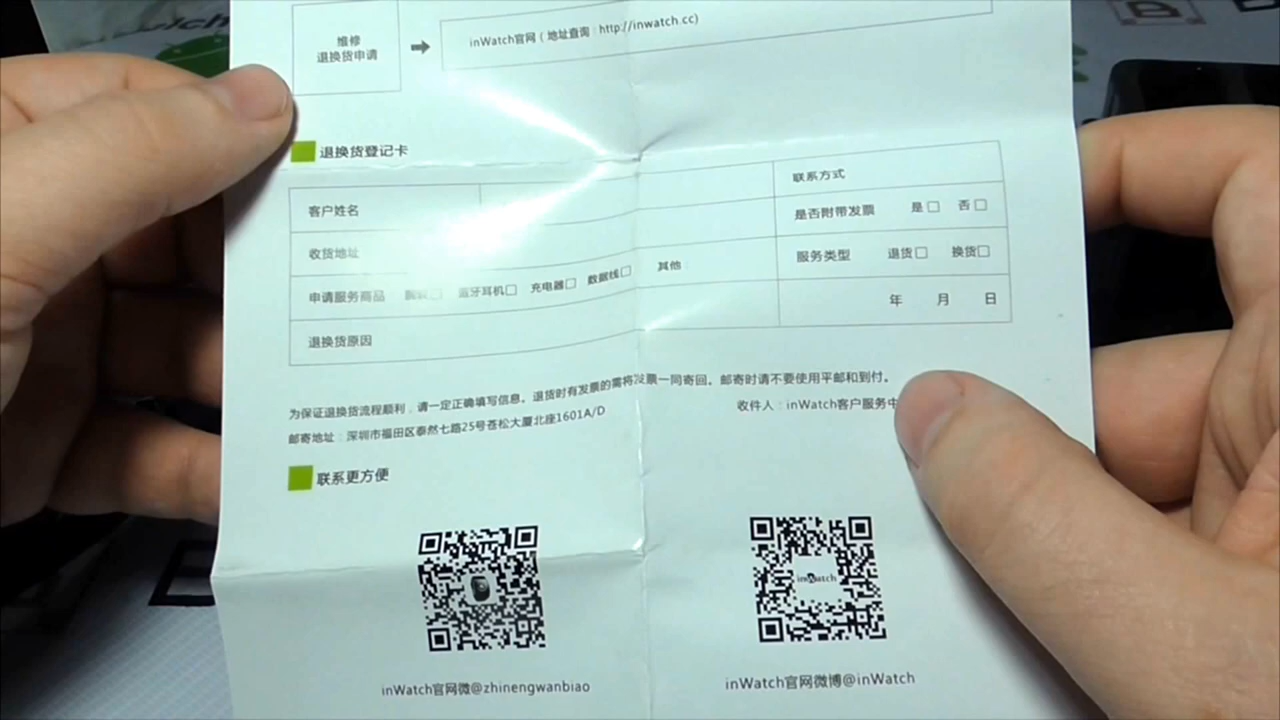 维修
退换货申请
inWatch官网（地址查询：http://inwatch.cc)
退换货登记卡
客户姓名
联系方式
收货地址
是否附带发票 是□ 否□
申请服务商品 □ 蓝牙耳机□ 充电器□ 数据线□ 其他
服务类型 退货□ 换货□
退换货原因
年 月 日
为保证退换货流程顺利，请一定正确填写信息。退货时有发票的需将发票一同寄回。邮寄时请不要使用平邮和到付。
邮寄地址：深圳市福田区泰然七路25号苍松大厦北座1601A/D
收件人：inWatch客户服务中
联系更方便
inWatch
inWatch官网微@zhinengwanbiao
inWatch官网微博@inWatch